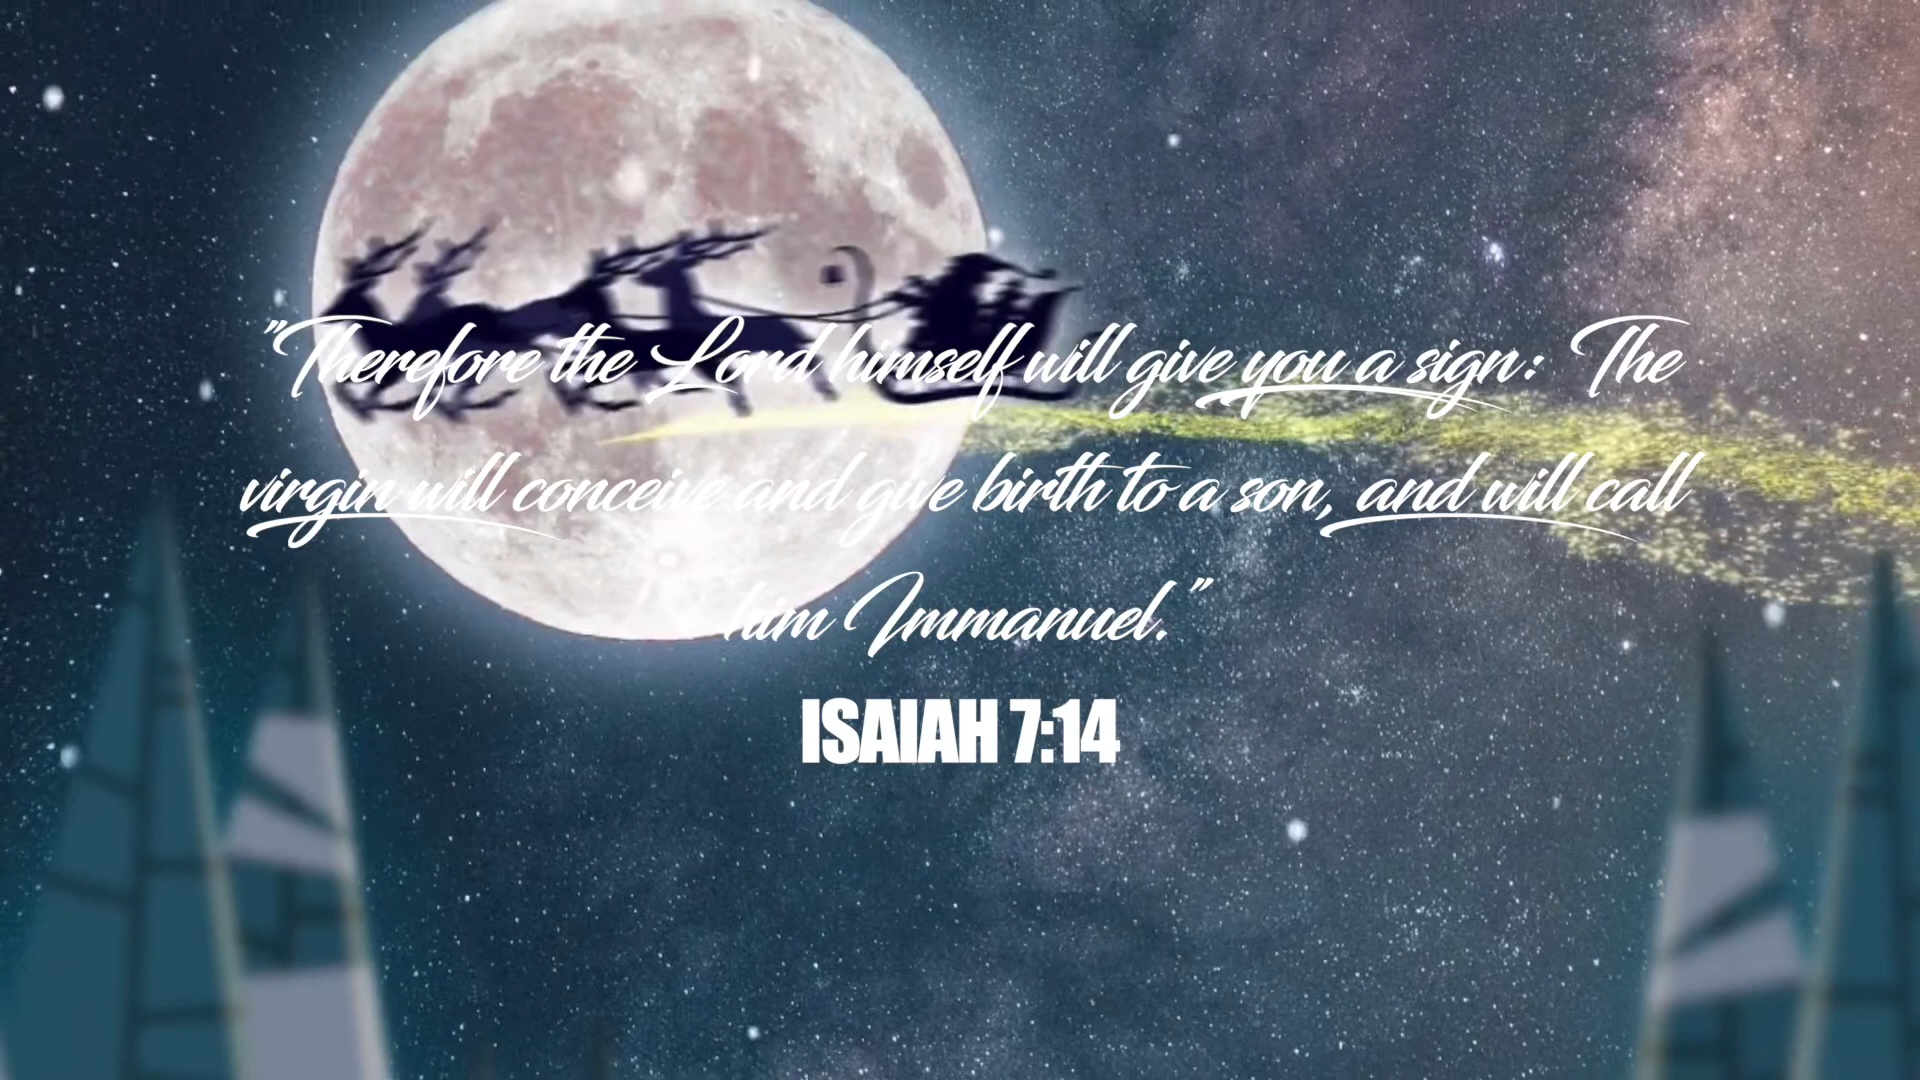 "Therefore the Lord himself will give you a sign: The
virgin will conceive and give birth to a son, and will call
him Immanuel."
ISAIAH 7:14